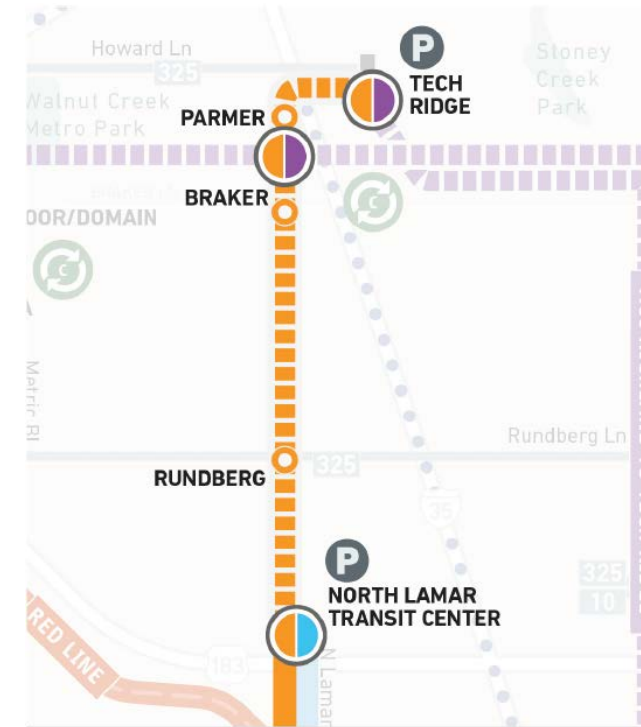 Howard Ln
325
P
TECH
RIDGE
Stoney
Creek
Park
Walnut Creek
Metro Park
PARMER
BRAKER
OOR/DOMAIN
C
C
Metric Bl
Rundberg Ln
325
RUNDBERG
35
P
NORTH LAMAR
TRANSIT CENTER
325
10
RED LINE
183
N Lamar